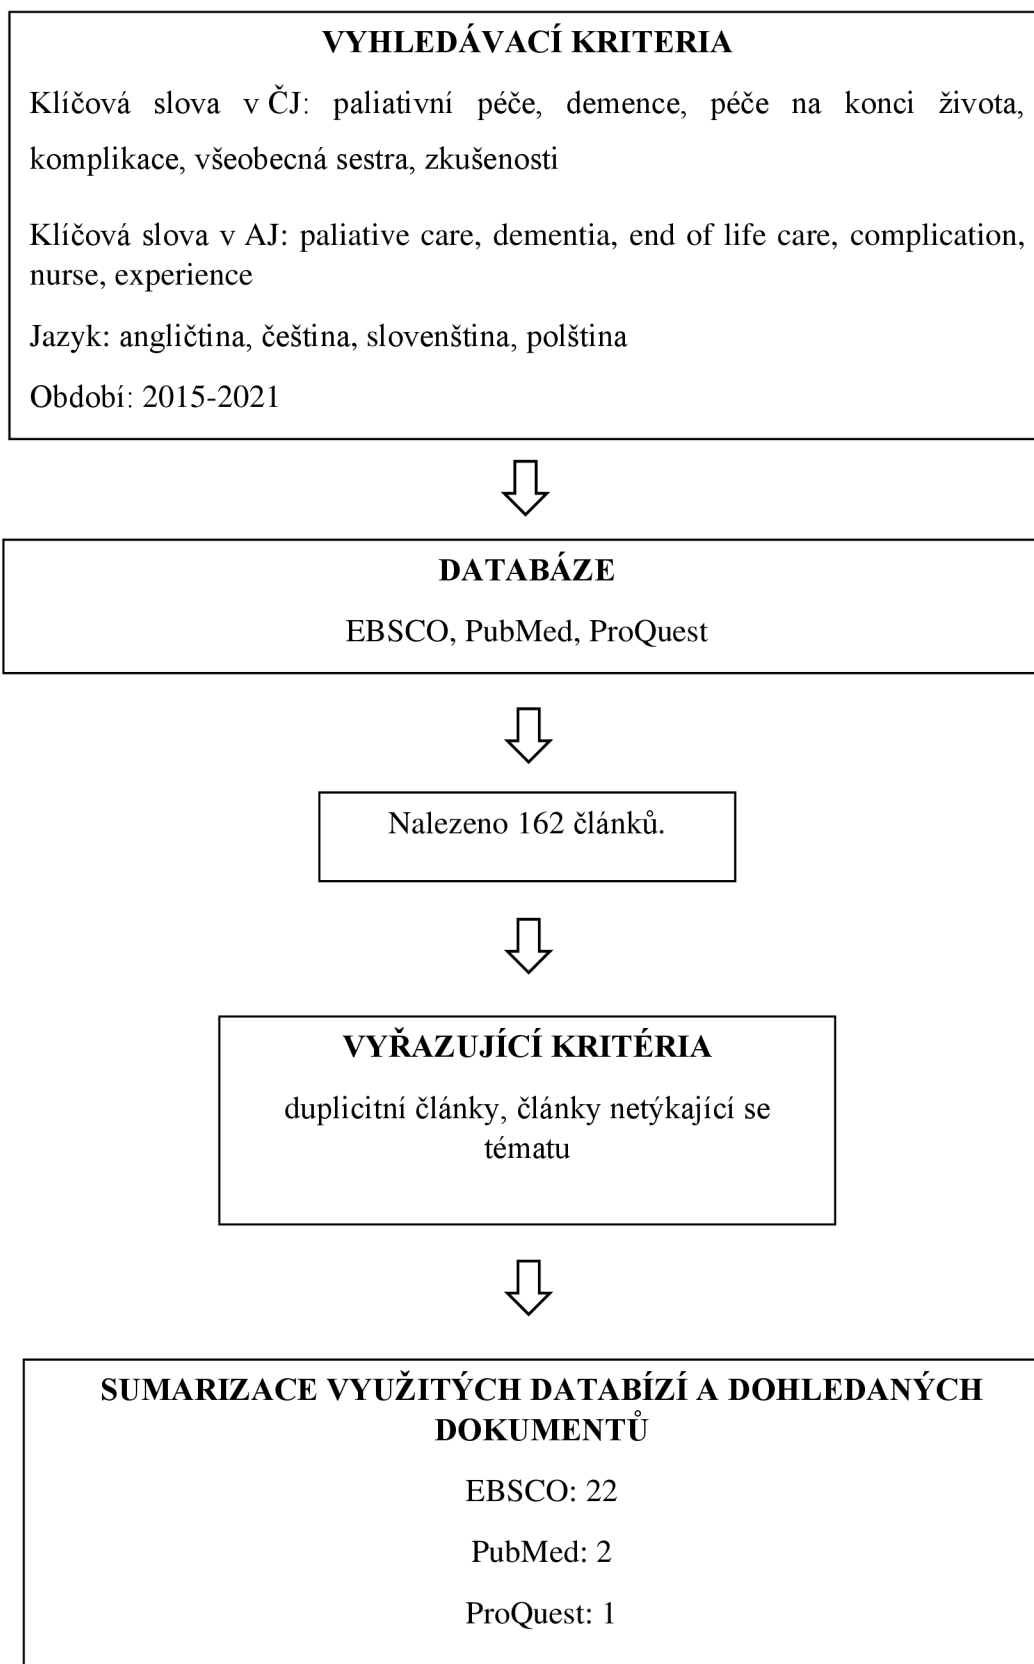 VYHLEDÁVACÍ KRITERIA
Klíčová slova v ČJ: paliativní péče, demence, péče na konci života,
komplikace, všeobecná sestra, zkušenosti
Klíčová slova v AJ: paliative care, dementia, end of life care, complication,
nurse, experience
Jazyk: angličtina, čeština, slovenština, polština
Období: 2015-2021
DATABÁZE
EBSCO, PubMed, ProQuest
Nalezeno 162 článků.
VYŘAZUJÍCÍ KRITÉRIA
duplicitní články, články netýkající se
tématu
SUMARIZACE VYUŽITÝCH DATABÍZÍ A DOHLEDANÝCH
DOKUMENTŮ
EBSCO: 22
PubMed: 2
ProQuest: 1